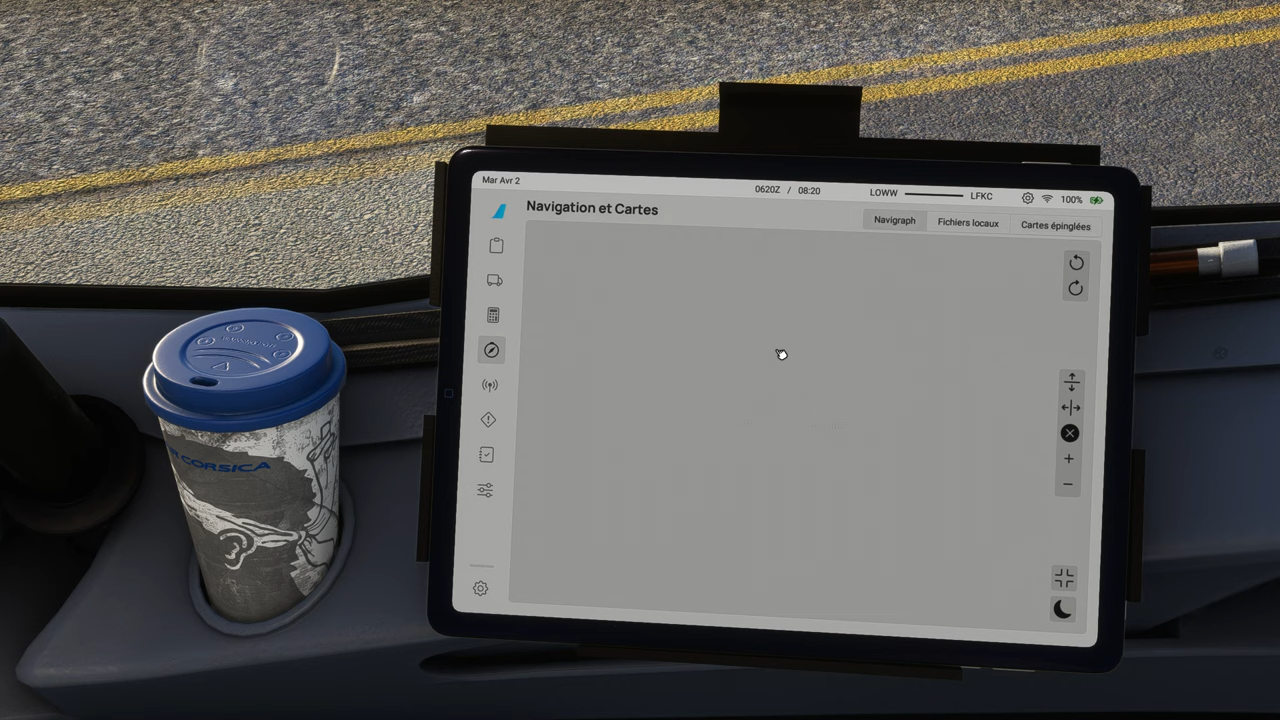 Mar Avr 2
0620Z / 08:20
LOWW
LFKC
100%
Navigation et Cartes
Navigraph
Fichiers locaux
Cartes épinglées
CORSICA